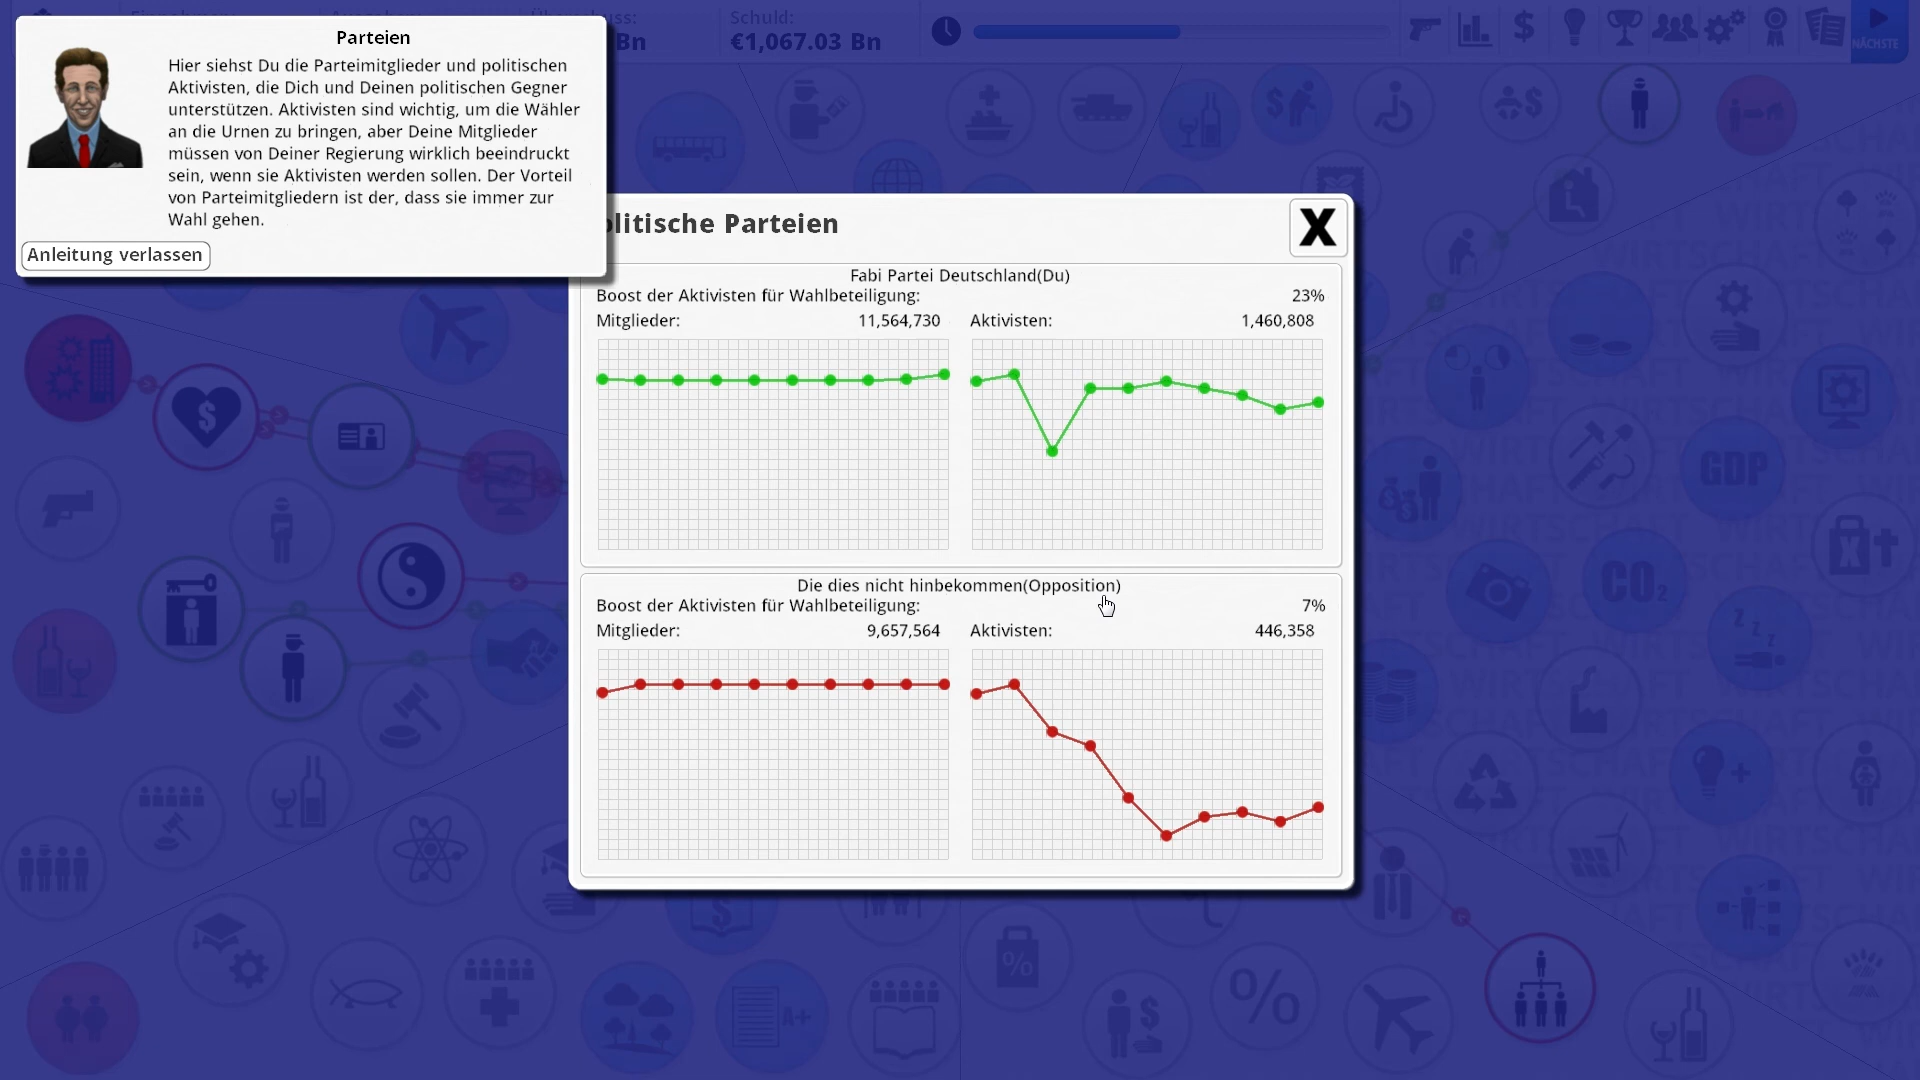 Parteien
Hier siehst Du die Parteimitglieder und politischen
Aktivisten, die Dich und Deinen politischen Gegner
unterstützen. Aktivisten sind wichtig, um die Wähler
an die Urnen zu bringen, aber Deine Mitglieder
müssen von Deiner Regierung wirklich beeindruckt
sein, wenn sie Aktivisten werden sollen. Der Vorteil
von Parteimitgliedern ist der, dass sie immer zur
Wahl gehen.
Anleitung verlassen
Bn
Schuld:
€1,067.03 Bn
NÄCHSTE
litische Parteien
X
Fabi Partei Deutschland(Du)
Boost der Aktivisten für Wahlbeteiligung: 23%
Mitglieder: 11,564,730 Aktivisten: 1,460,808
Die dies nicht hinbekommen(Opposition)
Boost der Aktivisten für Wahlbeteiligung: 7%
Mitglieder: 9,657,564 Aktivisten: 446,358
GDP
CO₂
A+
%
%